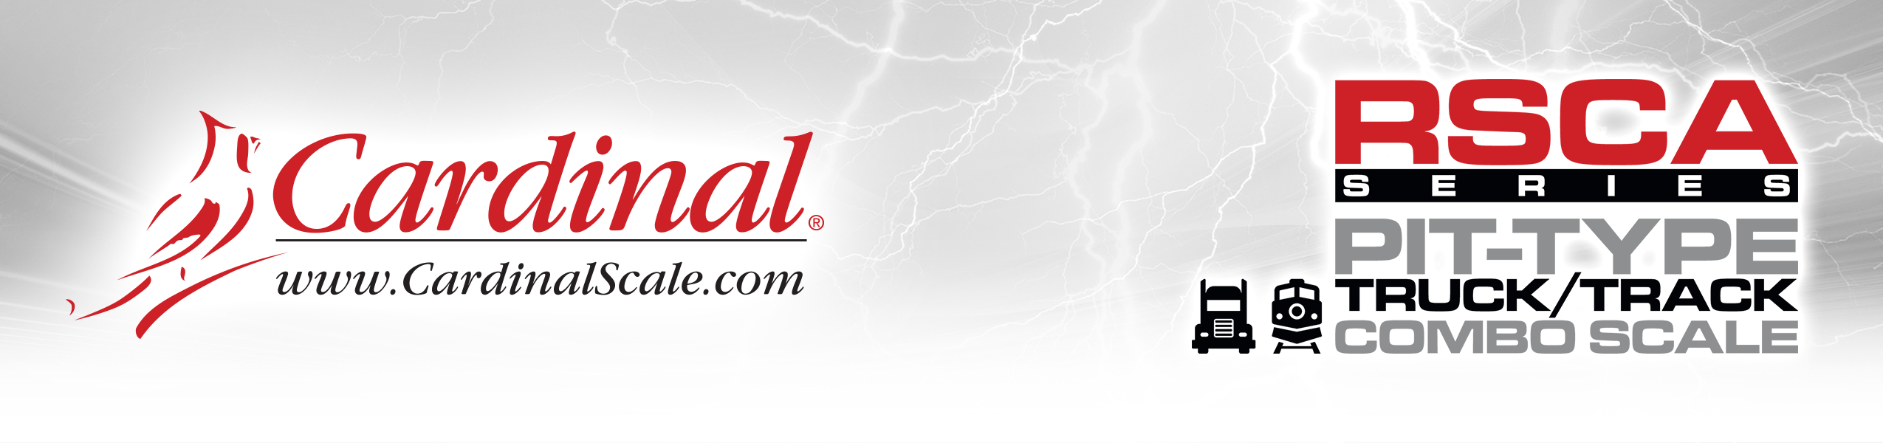 Cardinal®
www.CardinalScale.com
RSCA
SERIES
PIT-TYPE
TRUCK/TRACK
COMBO SCALE